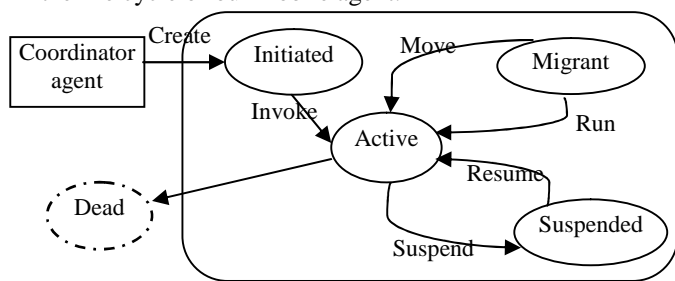 Create
Coordinator
agent
Initiated
Move
Migrant
Invoke
Run
Active
Resume
Dead
Suspended
Suspend